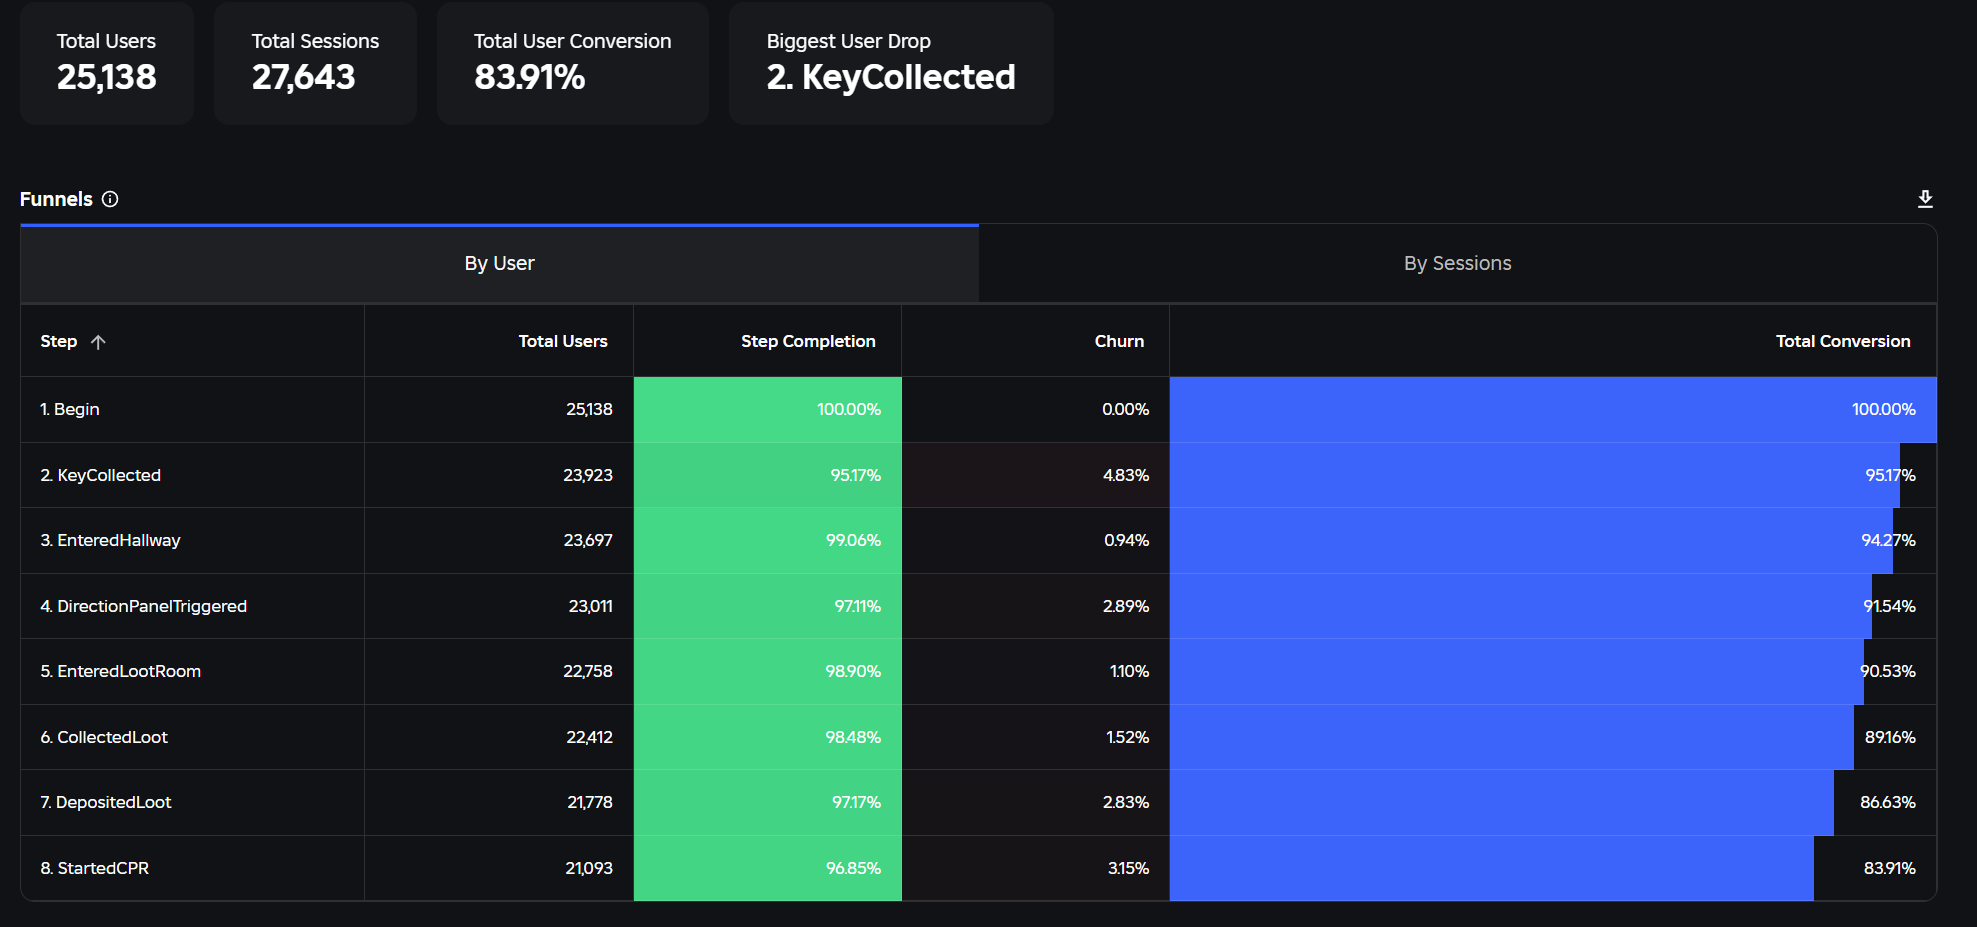 Total Users
25,138
Total Sessions
27,643
Total User Conversion
83.91%
Biggest User Drop
2. KeyCollected
Funnels
By User
By Sessions
Step Total Users Step Completion Churn Total Conversion
1. Begin 25,138 100.00% 0.00% 100.00%
2. KeyCollected 23,923 95.17% 4.83% 95.17%
3. EnteredHallway 23,697 99.06% 0.94% 94.27%
4. DirectionPanelTriggered 23,011 97.11% 2.89% 91.54%
5. EnteredLootRoom 22,758 98.90% 1.10% 90.53%
6. CollectedLoot 22,412 98.48% 1.52% 89.16%
7. DepositedLoot 21,778 97.17% 2.83% 86.63%
8. StartedCPR 21,093 96.85% 3.15% 83.91%